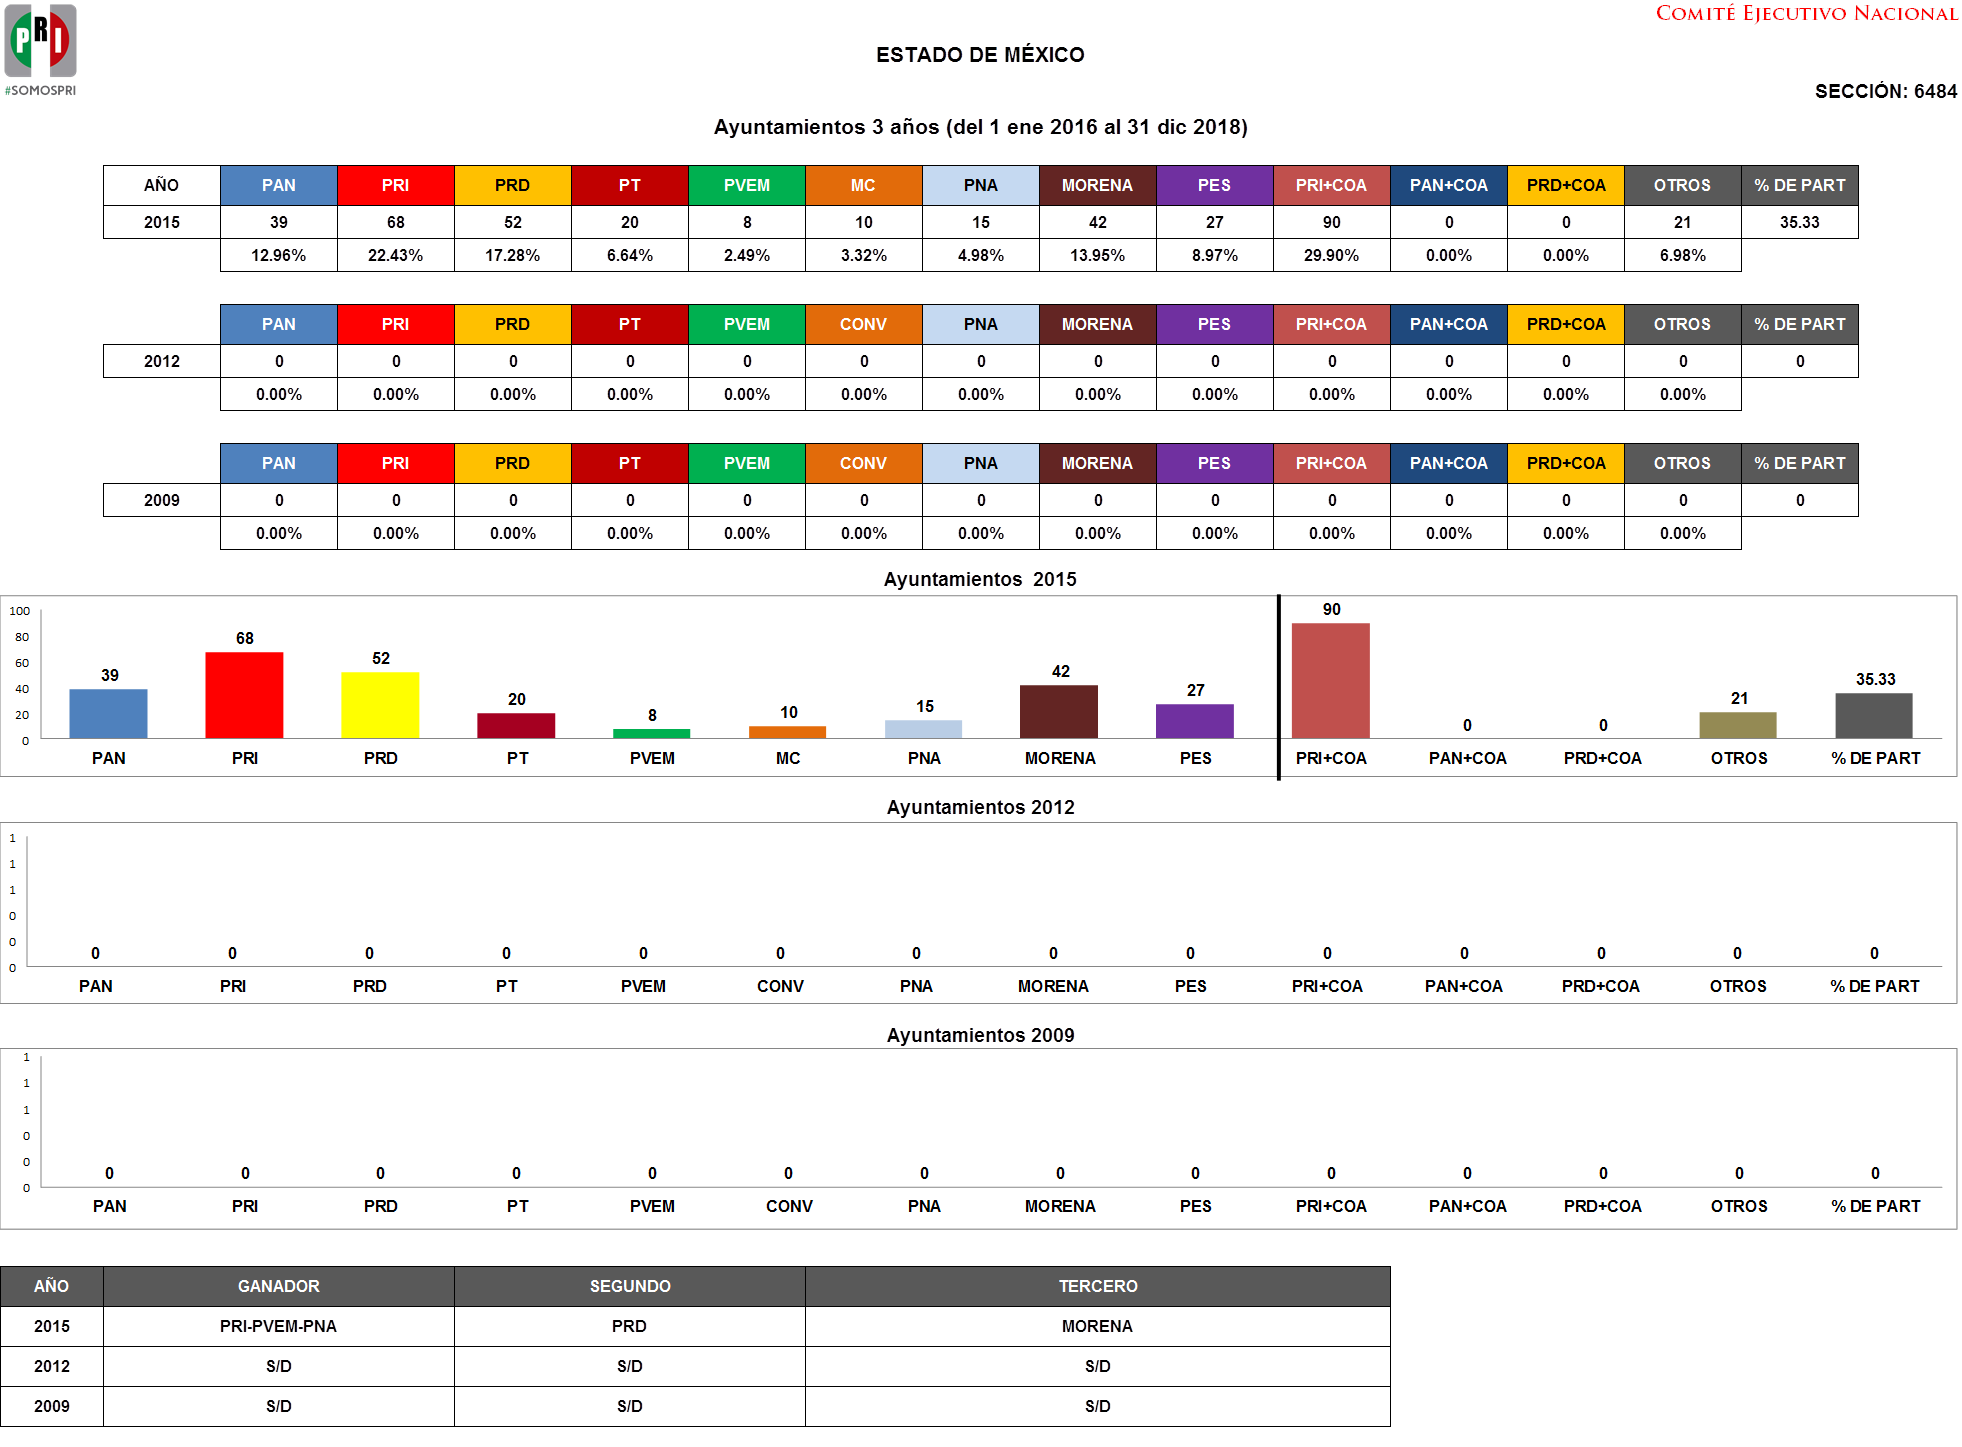 PRI
#SOMOSPRI
COMITÉ EJECUTIVO NACIONAL
ESTADO DE MÉXICO
SECCIÓN: 6484
Ayuntamientos 3 años (del 1 ene 2016 al 31 dic 2018)
AÑO PAN PRI PRD PT PVEM MC PNA MORENA PES PRI+COA PAN+COA PRD+COA OTROS % DE PART
2015 39 68 52 20 8 10 15 42 27 90 0 0 21 35.33
12.96% 22.43% 17.28% 6.64% 2.49% 3.32% 4.98% 13.95% 8.97% 29.90% 0.00% 0.00% 6.98%
PAN PRI PRD PT PVEM CONV PNA MORENA PES PRI+COA PAN+COA PRD+COA OTROS % DE PART
2012 0 0 0 0 0 0 0 0 0 0 0 0 0 0
0.00% 0.00% 0.00% 0.00% 0.00% 0.00% 0.00% 0.00% 0.00% 0.00% 0.00% 0.00% 0.00%
PAN PRI PRD PT PVEM CONV PNA MORENA PES PRI+COA PAN+COA PRD+COA OTROS % DE PART
2009 0 0 0 0 0 0 0 0 0 0 0 0 0 0
0.00% 0.00% 0.00% 0.00% 0.00% 0.00% 0.00% 0.00% 0.00% 0.00% 0.00% 0.00% 0.00%
Ayuntamientos 2015
100
80
60
40
20
0
39 68 52 20 8 10 15 42 27 90 0 0 21 35.33
PAN PRI PRD PT PVEM MC PNA MORENA PES PRI+COA PAN+COA PRD+COA OTROS % DE PART
Ayuntamientos 2012
1
1
1
0
0
0
0 0 0 0 0 0 0 0 0 0 0 0 0 0
PAN PRI PRD PT PVEM CONV PNA MORENA PES PRI+COA PAN+COA PRD+COA OTROS % DE PART
Ayuntamientos 2009
1
1
1
0
0
0
0 0 0 0 0 0 0 0 0 0 0 0 0 0
PAN PRI PRD PT PVEM CONV PNA MORENA PES PRI+COA PAN+COA PRD+COA OTROS % DE PART
AÑO GANADOR SEGUNDO TERCERO
2015 PRI-PVEM-PNA PRD MORENA
2012 S/D S/D S/D
2009 S/D S/D S/D